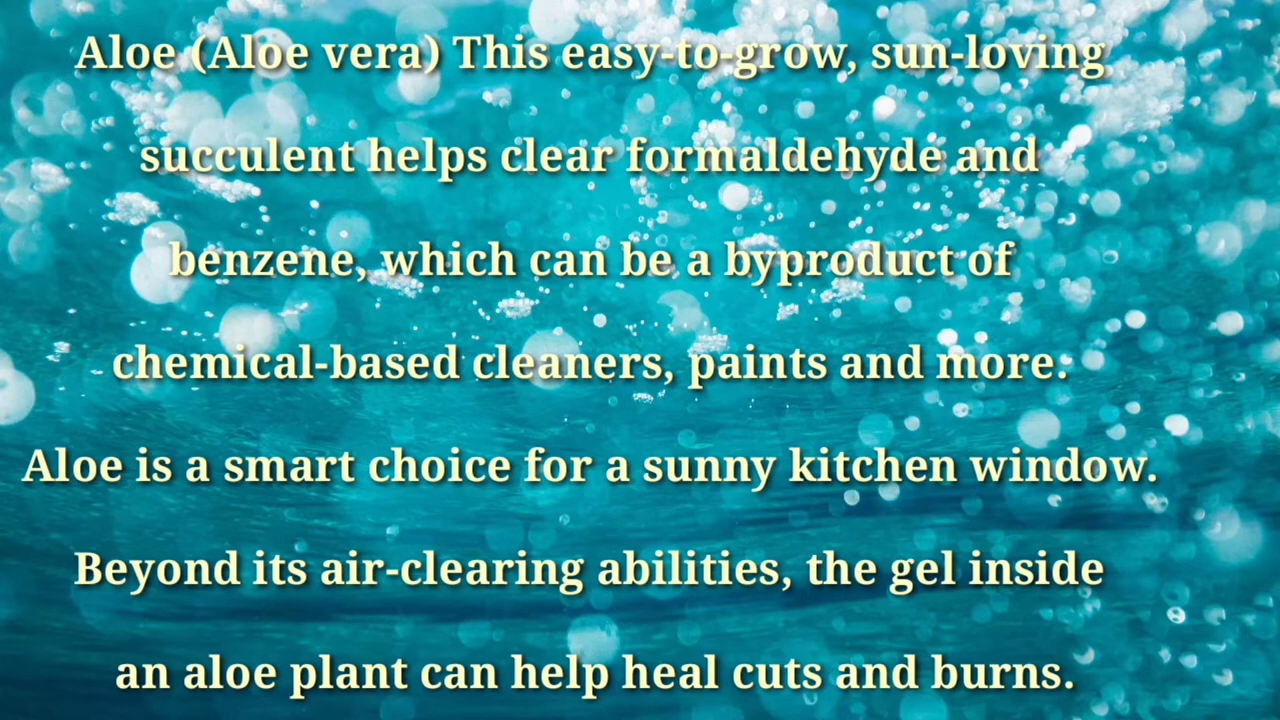 Aloe (Aloe vera) This easy-to-grow, sun-loving
succulent helps clear formaldehyde and
benzene, which can be a byproduct of
chemical-based cleaners, paints and more.
Aloe is a smart choice for a sunny kitchen window.
Beyond its air-clearing abilities, the gel inside
an aloe plant can help heal cuts and burns.